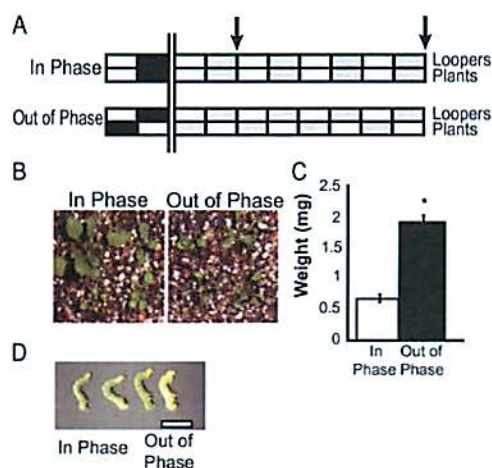 A
In Phase
Loopers
Plants
Out of Phase
Loopers
Plants
B
In Phase Out of Phase
C
Weight (mg)
2.5
2
1.5
1
0.5
0
*
In Phase
Out of Phase
D
In Phase
Out of
Phase